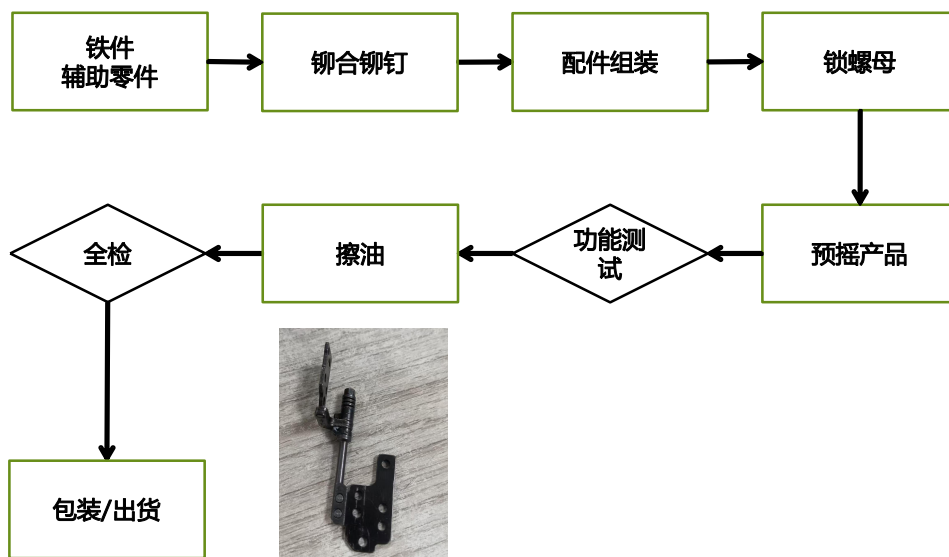 铁件
辅助零件
铆合铆钉
配件组装
锁螺母
预摇产品
功能测
试
擦油
全检
包装/出货